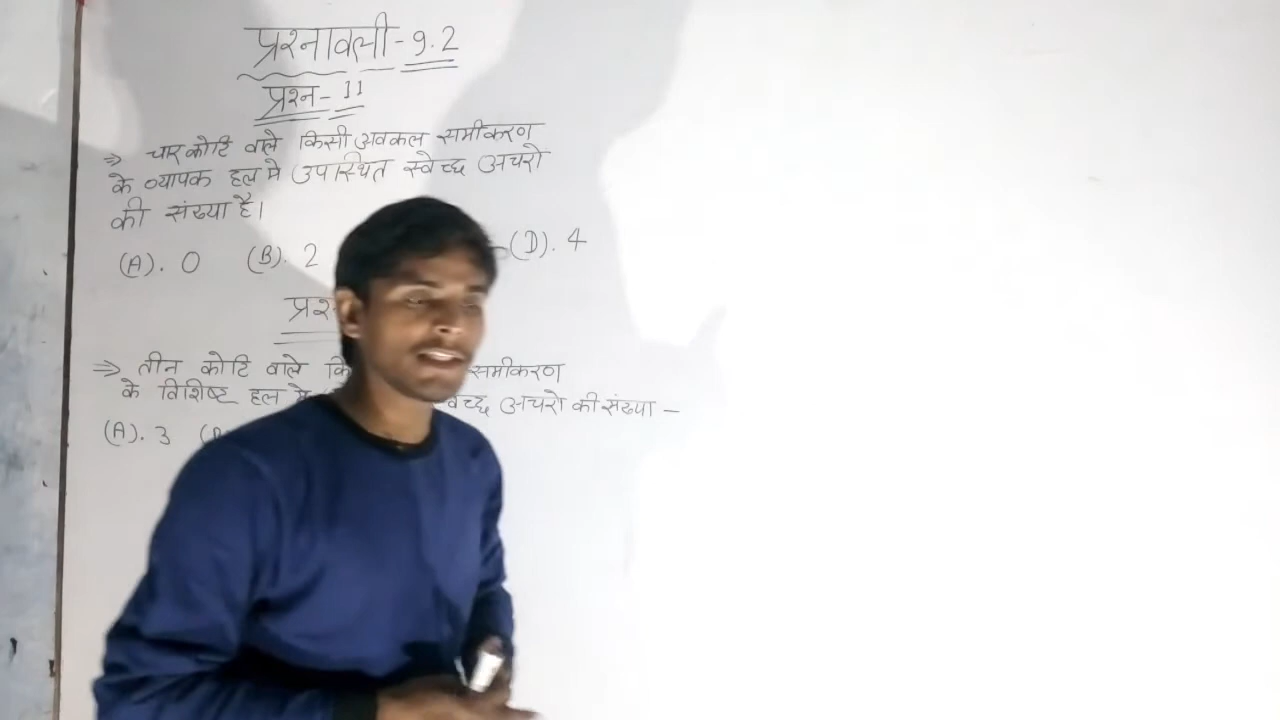 प्रश्नावली-9.2
प्रश्न-11
⇒ चार कोटि वाले किसी अवकल समीकरण
के व्यापक हल मे उपस्थित स्वेच्छ अचरो
की संख्या है।
(A). 0 (B). 2 (D). 4
⇒ तीन कोटि वाले समीकरण
के विशिष्ट हल मे अचरो की संख्या –
(A). 3